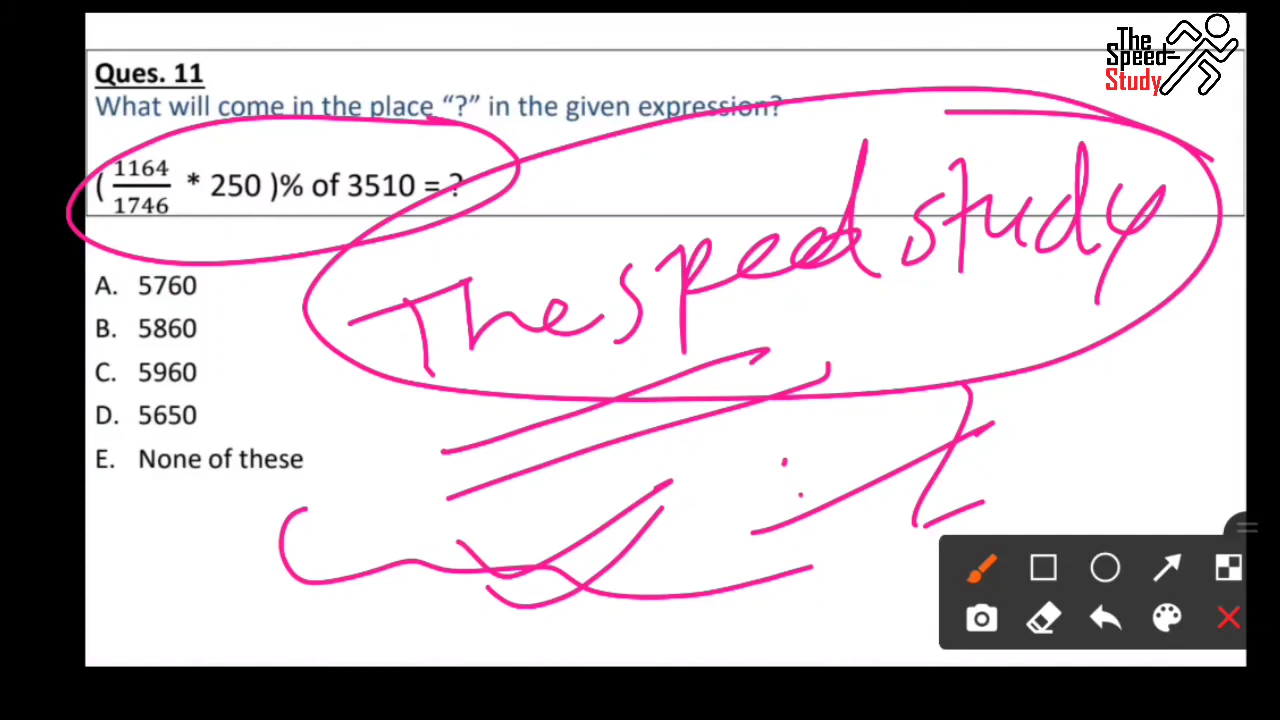 The
Speed
Study
Ques. 11
What will come in the place “?” in the given expression?
( 1164/1746 * 250 )% of 3510 = ?
The speed study
A. 5760
B. 5860
C. 5960
D. 5650
E. None of these